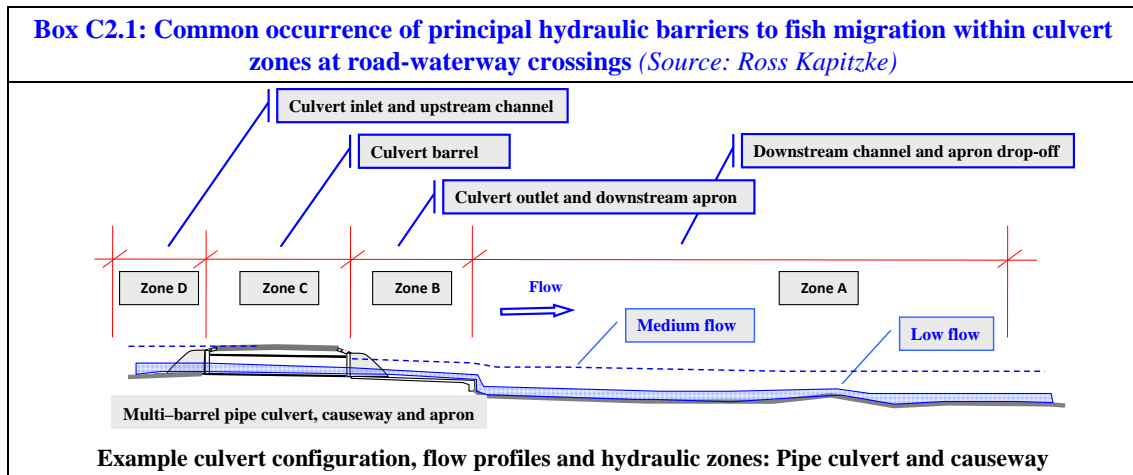 Box C2.1: Common occurrence of principal hydraulic barriers to fish migration within culvert
zones at road-waterway crossings (Source: Ross Kapitzke)
Culvert inlet and upstream channel
Culvert barrel
Downstream channel and apron drop-off
Culvert outlet and downstream apron
Zone D
Zone C
Zone B
Flow
Zone A
Medium flow
Low flow
Multi–barrel pipe culvert, causeway and apron
Example culvert configuration, flow profiles and hydraulic zones: Pipe culvert and causeway